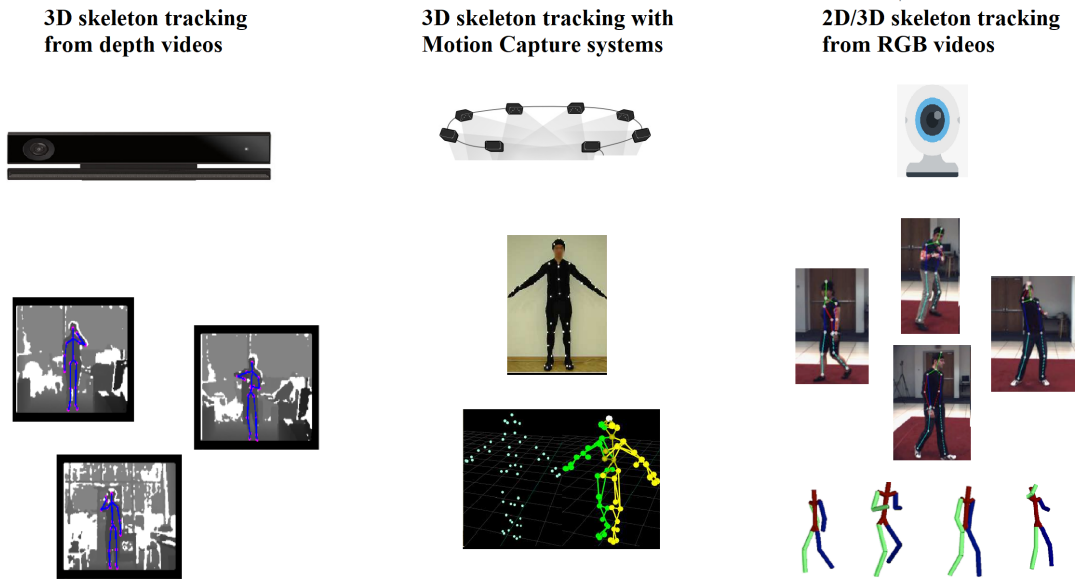 3D skeleton tracking
from depth videos
3D skeleton tracking with
Motion Capture systems
2D/3D skeleton tracking
from RGB videos